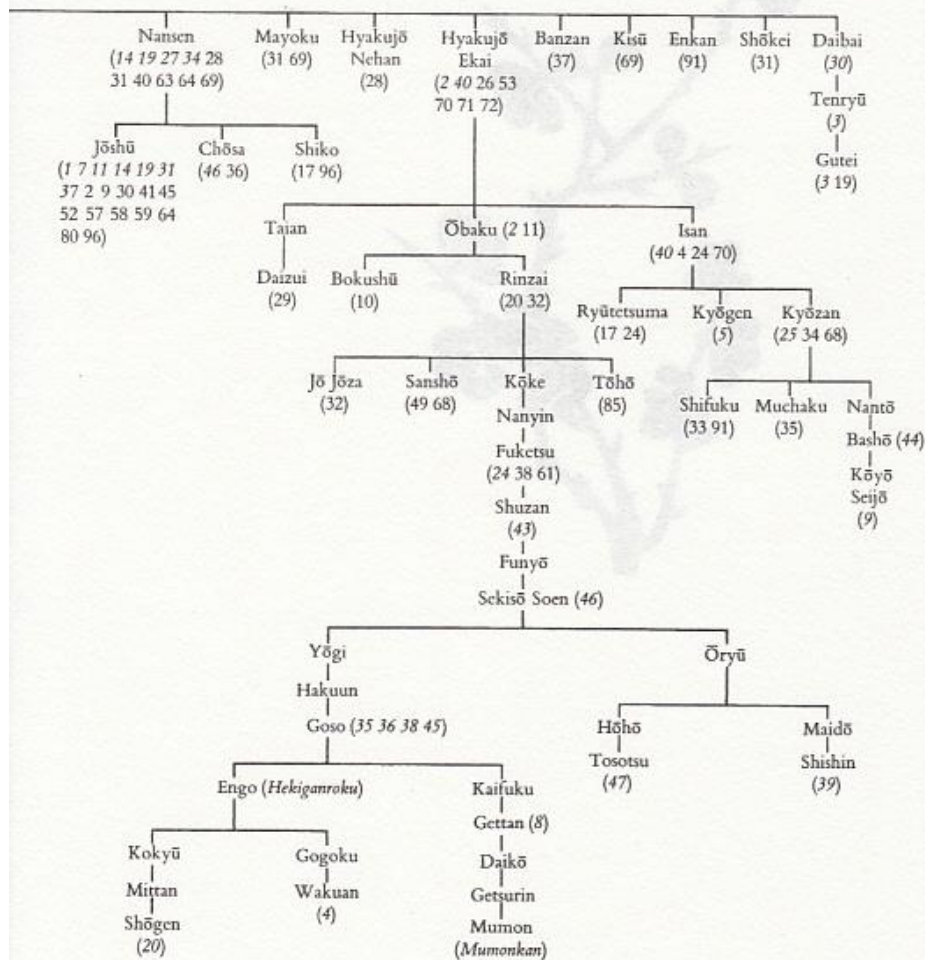 Nansen Mayoku Hyakujō Hyakujō Banzan Kisū Enkan Shōkei Daibai
(14 19 27 34 28 (31 69) Nehan Ekai (37) (69) (91) (31) (30)
31 40 63 64 69) (28) (2 40 26 53
70 71 72) Tenryū
(3)
Jōshū Chōsa Shiko Gutei
(1 7 11 14 19 31 (46 36) (17 96) (3 19)
37 2 9 30 41 45
52 57 58 59 64
80 96)
Taian Ōbaku (2 11) Isan
(40 4 24 70)
Daizui Bokushū Rinzai
(29) (10) (20 32)
Ryūtetsuma Kyōgen Kyōzan
(17 24) (5) (25 34 68)
Jō Jōza Sanshō Kōke Tōhō
(32) (49 68) (85)
Shifuku Muchaku Nantō
(33 91) (35)
Nanyin
Bashō (44)
Fuketsu
(24 38 61)
Kōyō
Seijō
(9)
Shuzan
(43)
Funyō
Sekisō Soen (46)
Yōgi Ōryū
Hakuun
Goso (35 36 38 45) Hōhō Maidō
Tosotsu Shishin
(47) (39)
Engo (Hekiganroku) Kaifuku
Gettan (8)
Kokyū Gogoku Daikō
Mittan Wakuan Getsurin
(4)
Shōgen Mumon
(20) (Mumonkan)